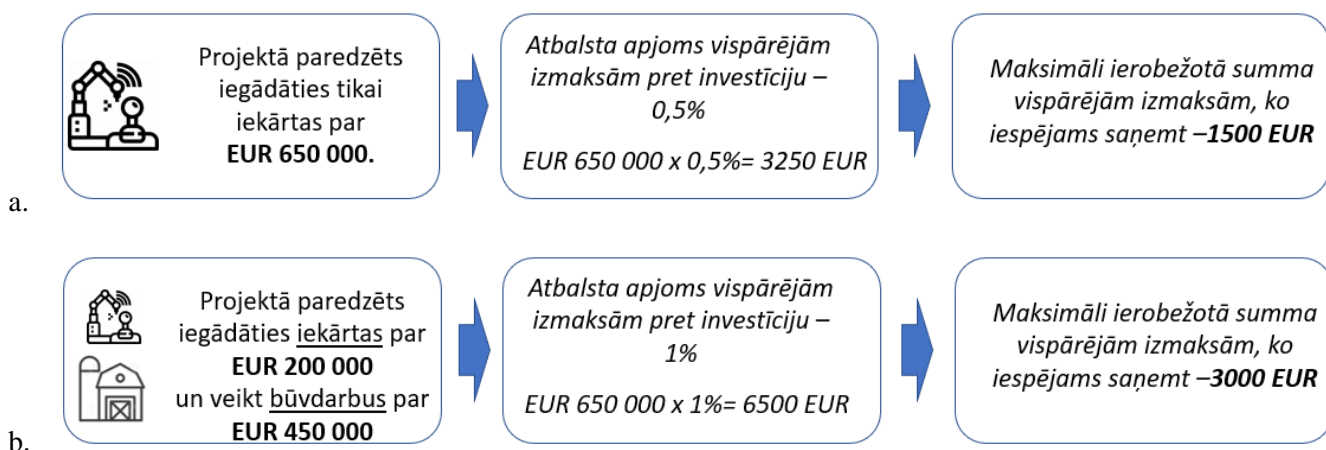 Projektā paredzēts
iegādāties tikai
iekārtas par
EUR 650 000.
Atbalsta apjoms vispārējām
izmaksām pret investīciju –
0,5%
EUR 650 000 x 0,5%= 3250 EUR
Maksimāli ierobežotā summa
vispārējām izmaksām, ko
iespējams saņemt –1500 EUR
a.
Projektā paredzēts
iegādāties iekārtas par
EUR 200 000
un veikt būvdarbus par
EUR 450 000
Atbalsta apjoms vispārējām
izmaksām pret investīciju –
1%
EUR 650 000 x 1%= 6500 EUR
Maksimāli ierobežotā summa
vispārējām izmaksām, ko
iespējams saņemt –3000 EUR
b.